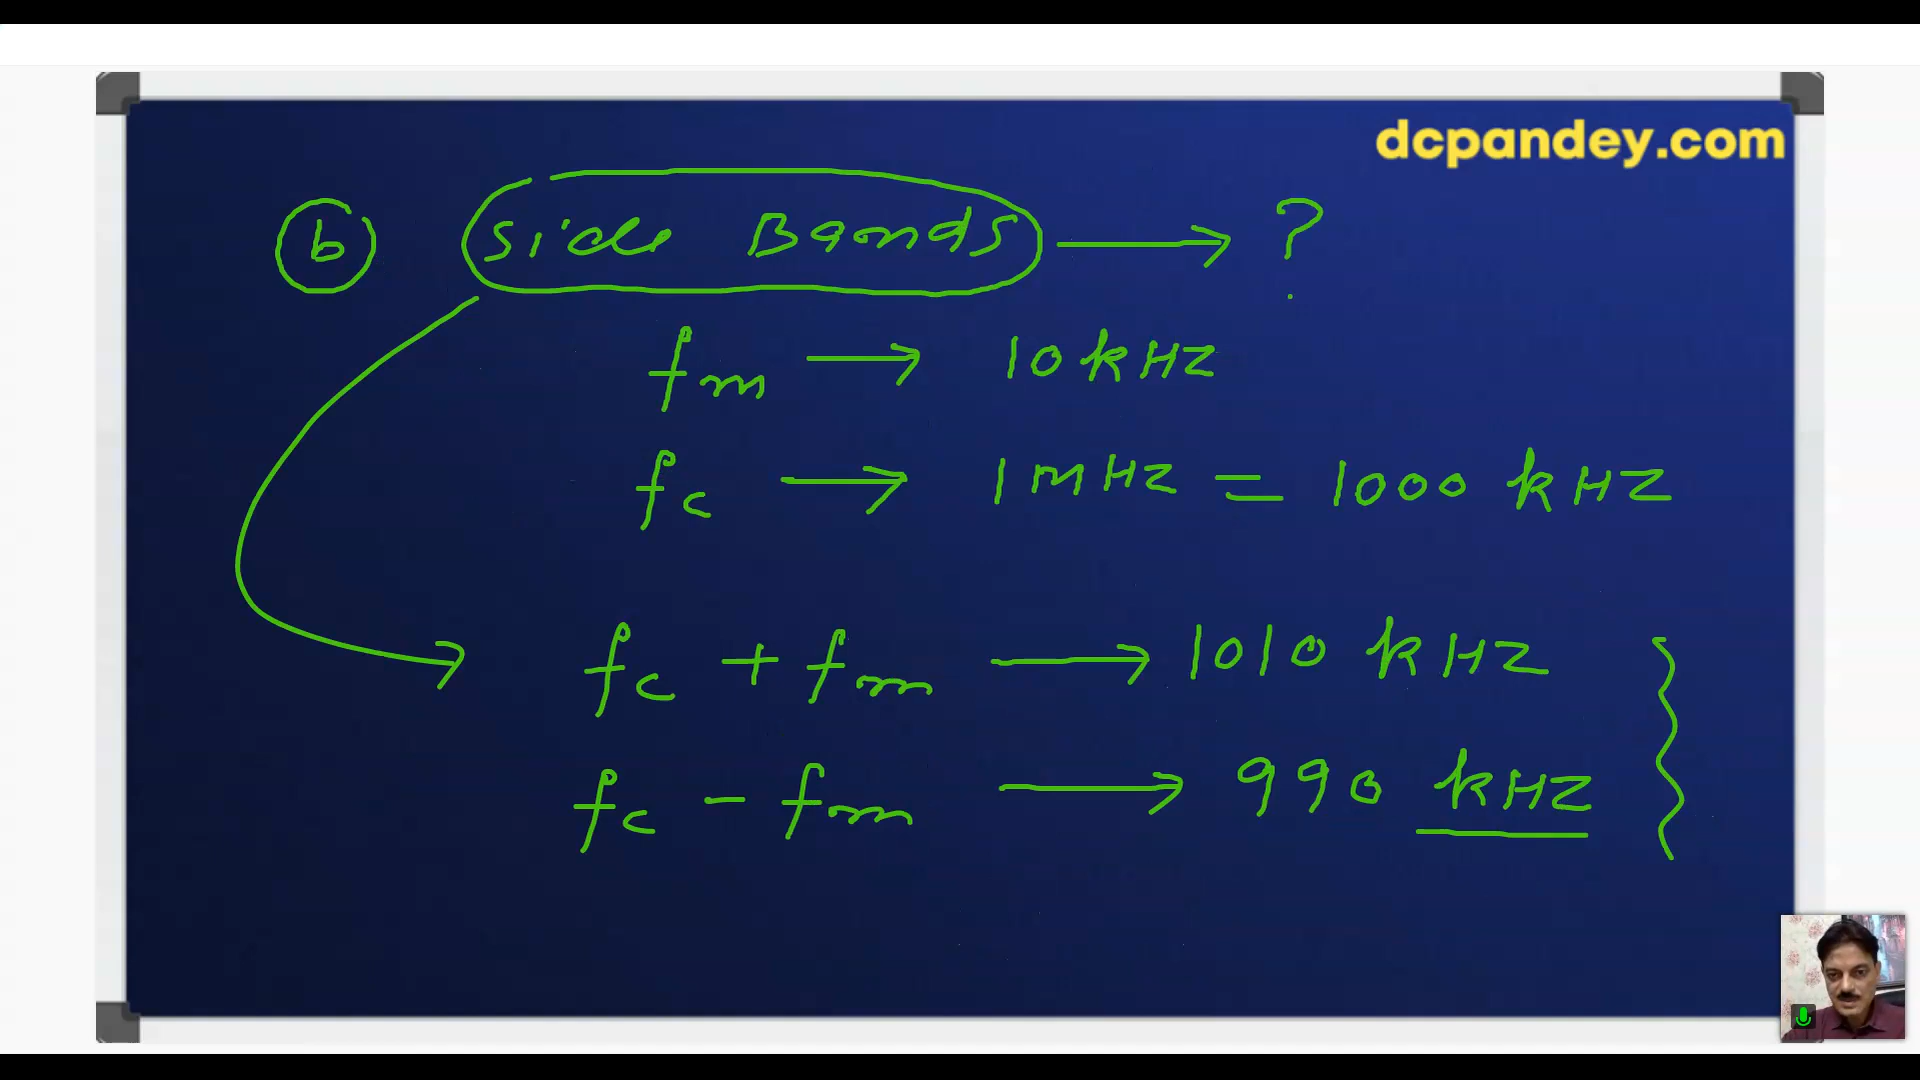 dcpandey.com
b Side Bands → ?
fm → 10 kHz
fc → 1 MHz = 1000 kHz
fc + fm → 1010 kHz
fc - fm → 990 kHz